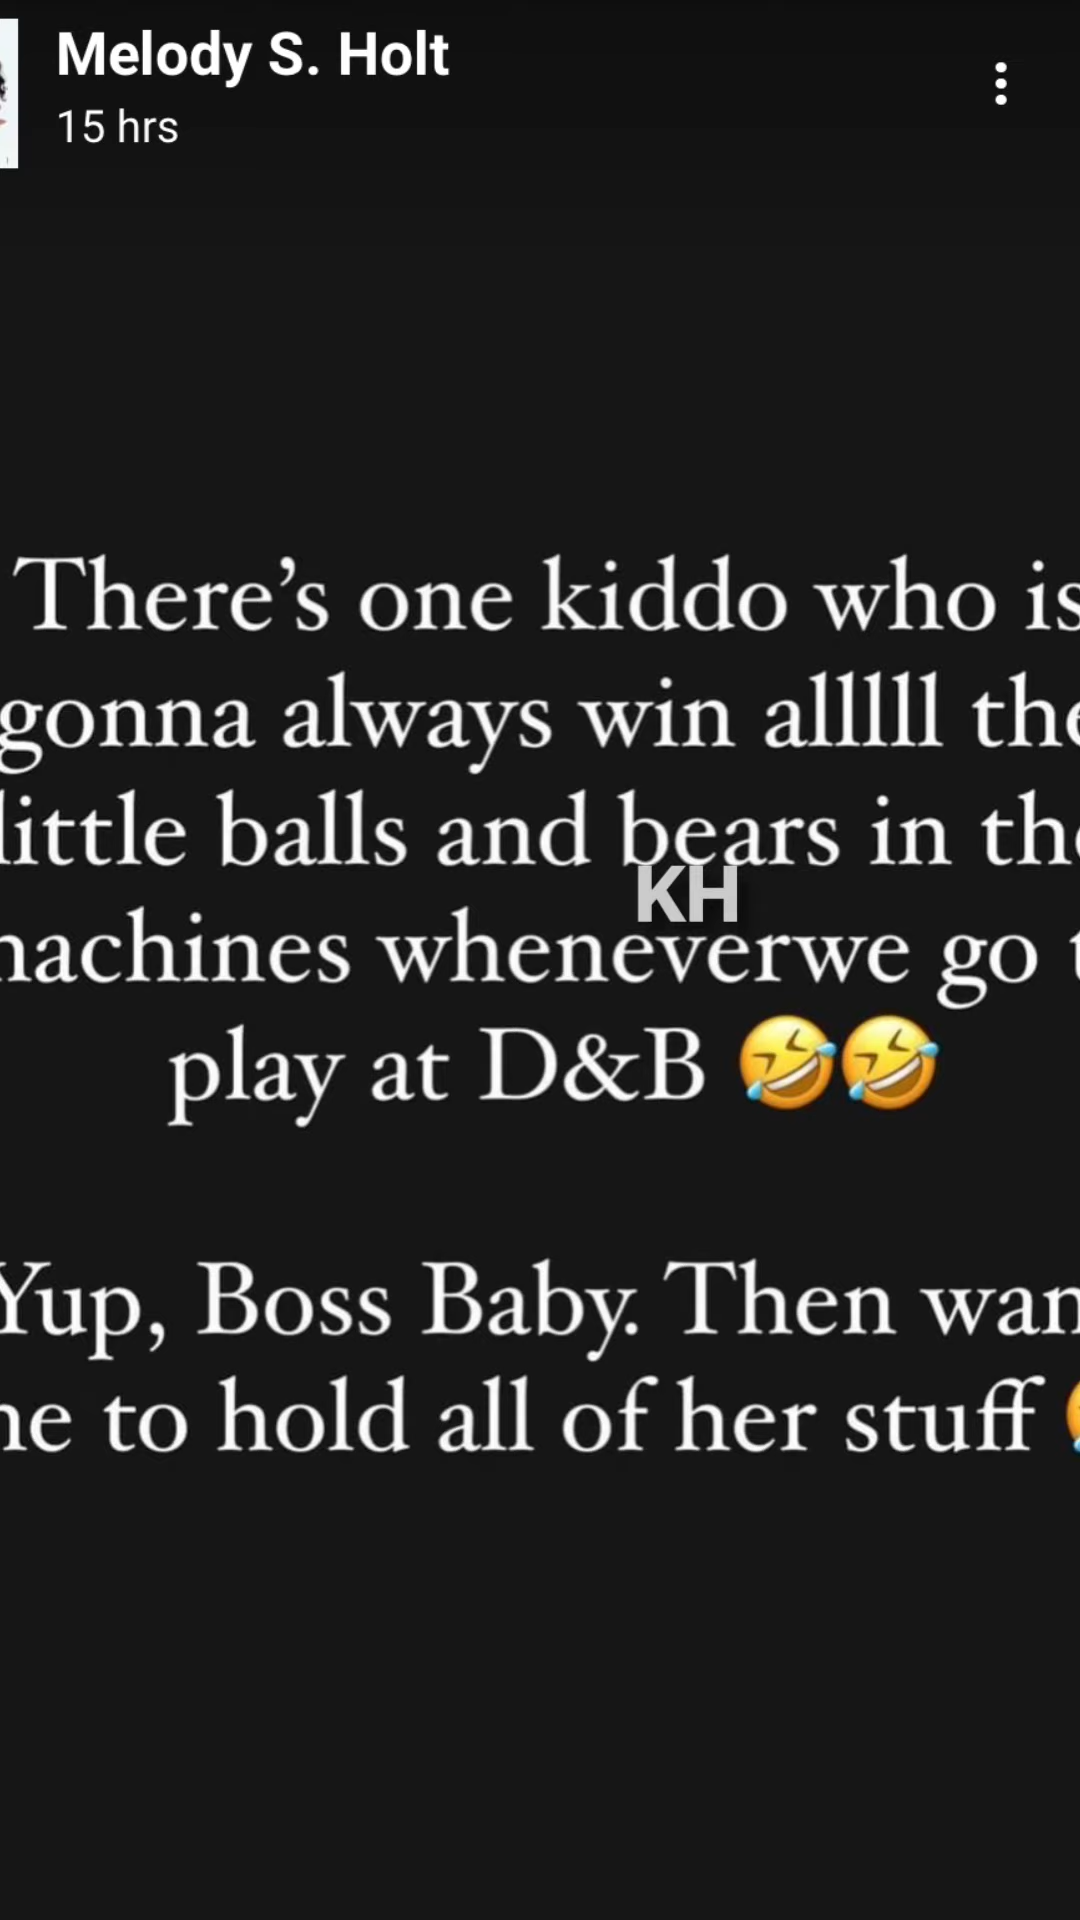 Melody S. Holt
15 hrs
There's one kiddo who is
gonna always win alllll the
little balls and bears in the
KH
machines wheneverwe go t
play at D&B 🤣🤣
Yup, Boss Baby. Then wan
me to hold all of her stuff